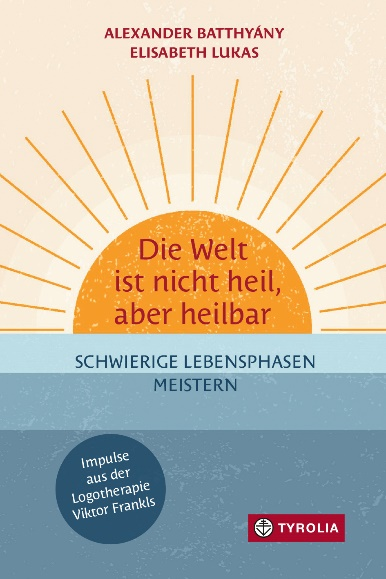 ALEXANDER BATTHYÁNY
ELISABETH LUKAS
Die Welt
ist nicht heil,
aber heilbar
SCHWIERIGE LEBENSPHASEN
MEISTERN
Impulse
aus der
Logotherapie
Viktor Frankls
TYROLIA